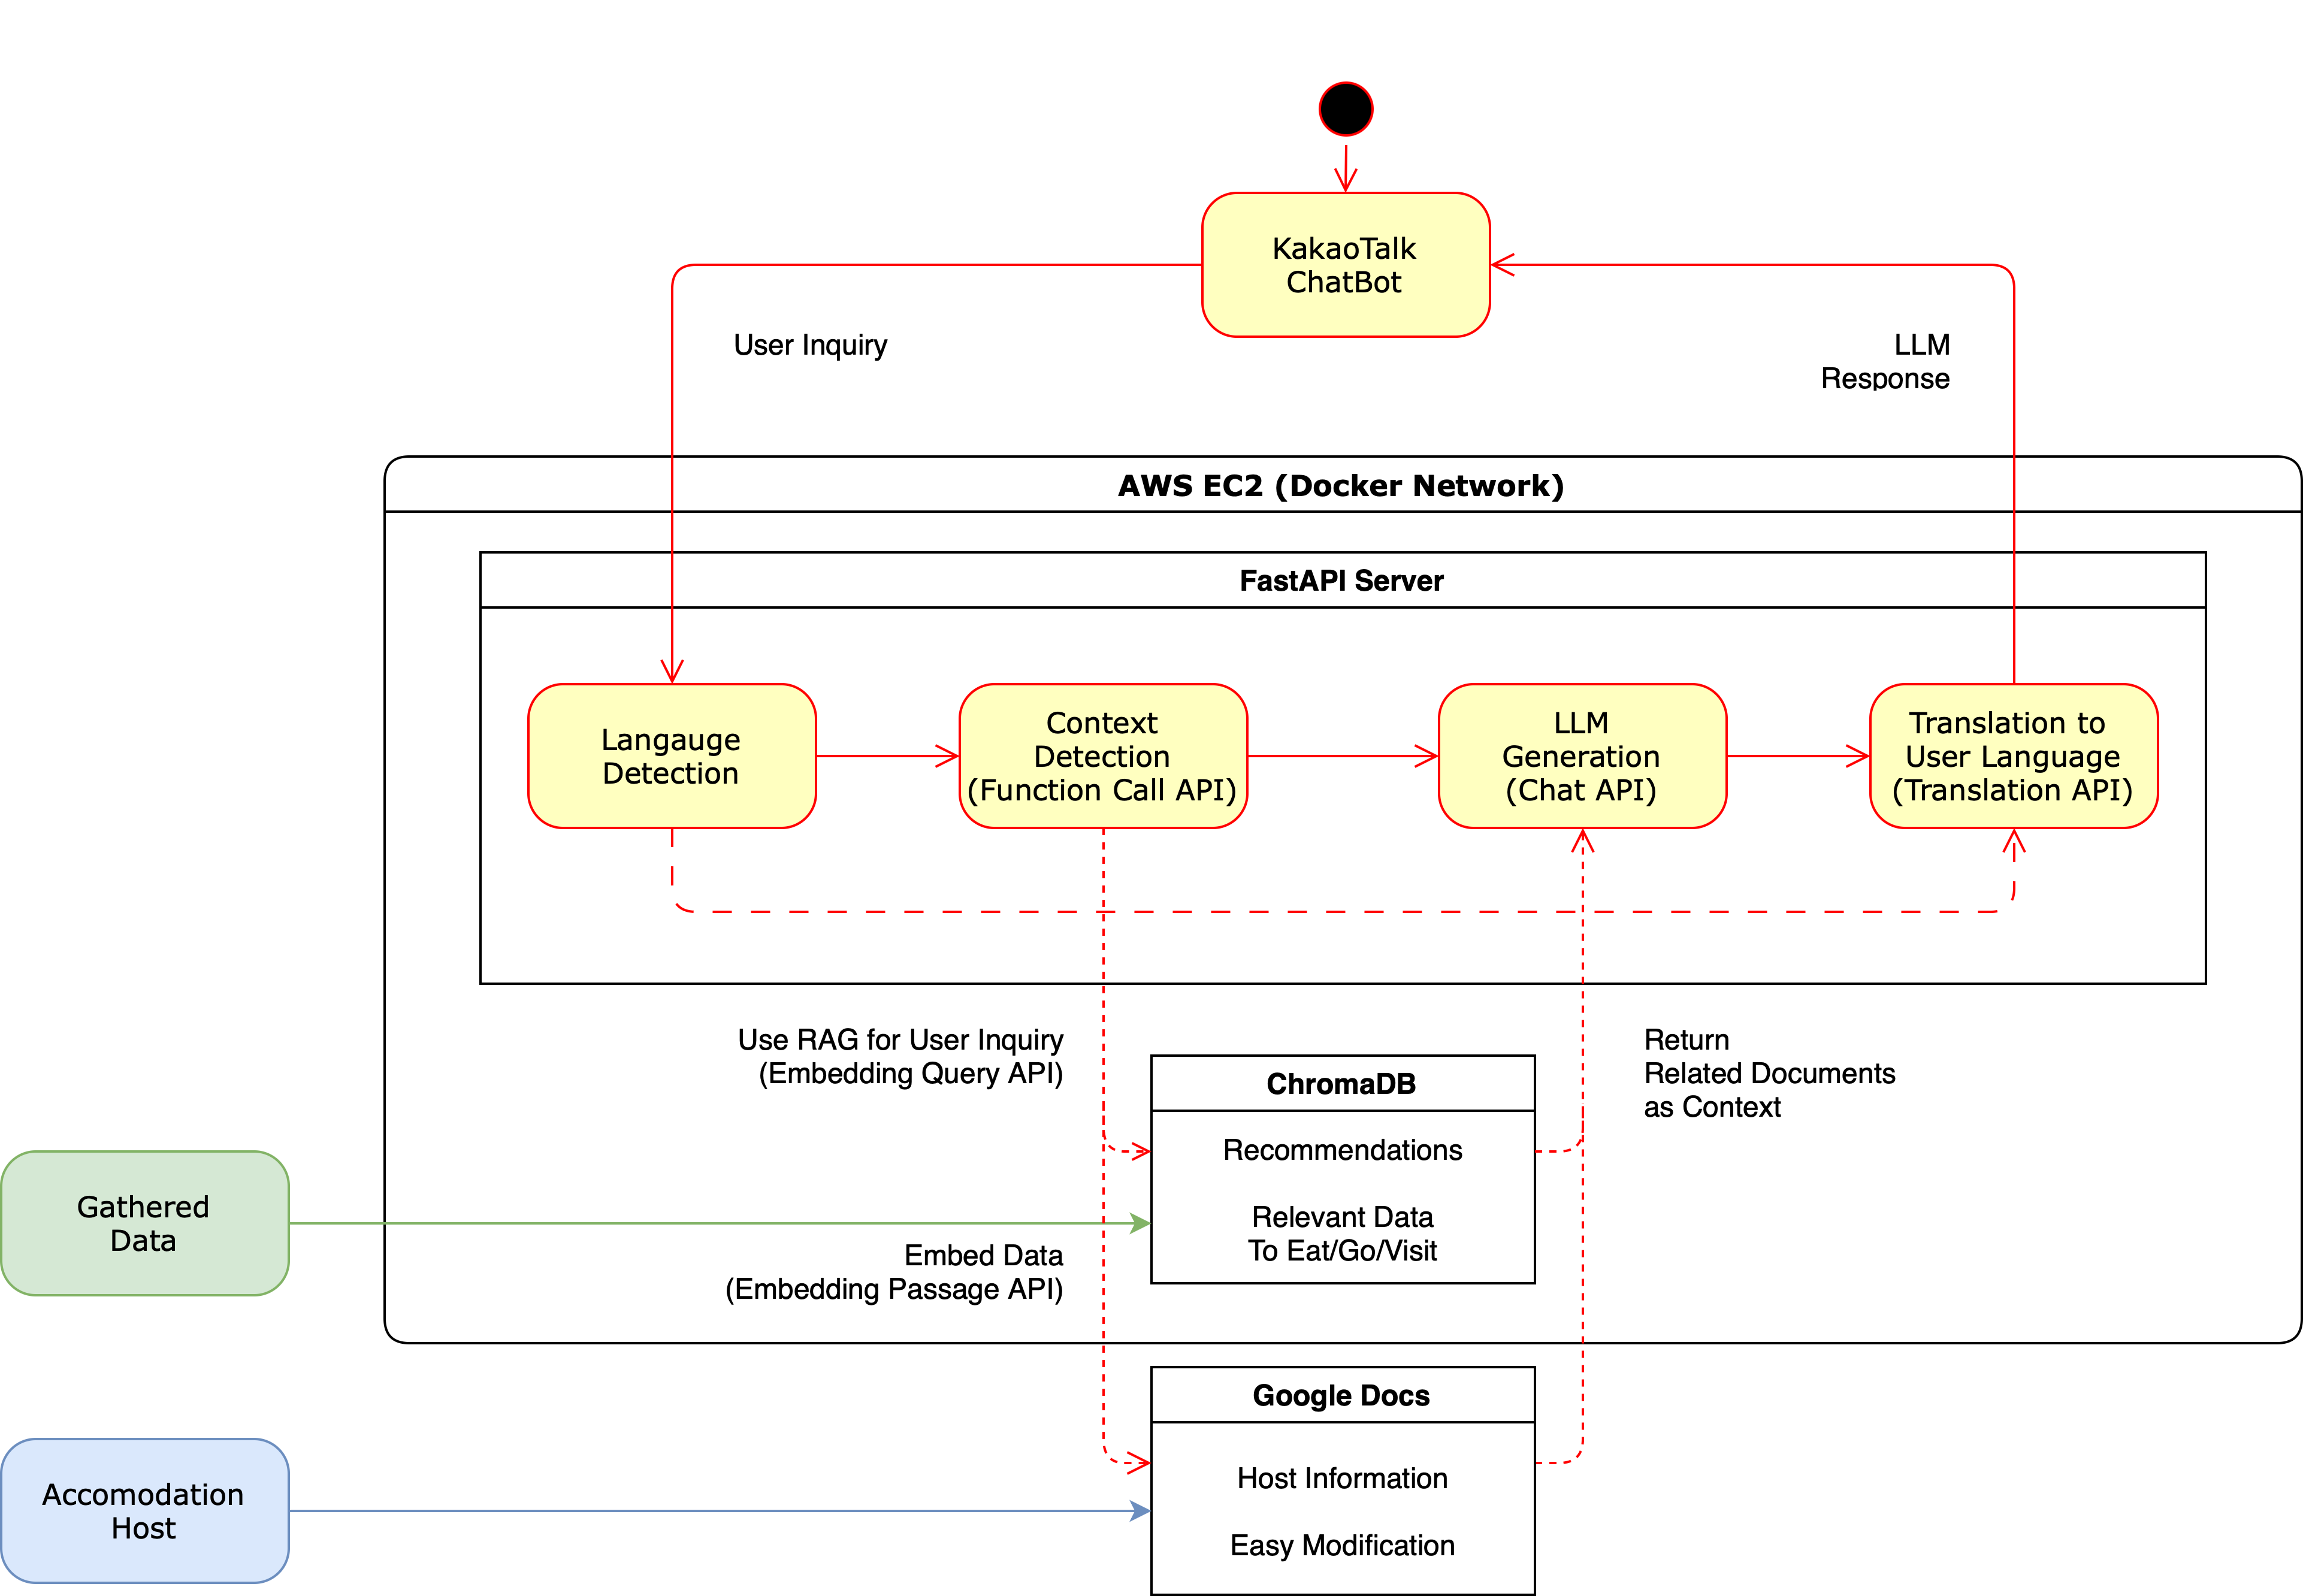 KakaoTalk
ChatBot
User Inquiry
LLM
Response
AWS EC2 (Docker Network)
FastAPI Server
Langauge
Detection
Context
Detection
(Function Call API)
LLM
Generation
(Chat API)
Translation to
User Language
(Translation API)
Use RAG for User Inquiry
(Embedding Query API)
ChromaDB
Recommendations
Relevant Data
To Eat/Go/Visit
Return
Related Documents
as Context
Gathered
Data
Embed Data
(Embedding Passage API)
Google Docs
Host Information
Easy Modification
Accomodation
Host